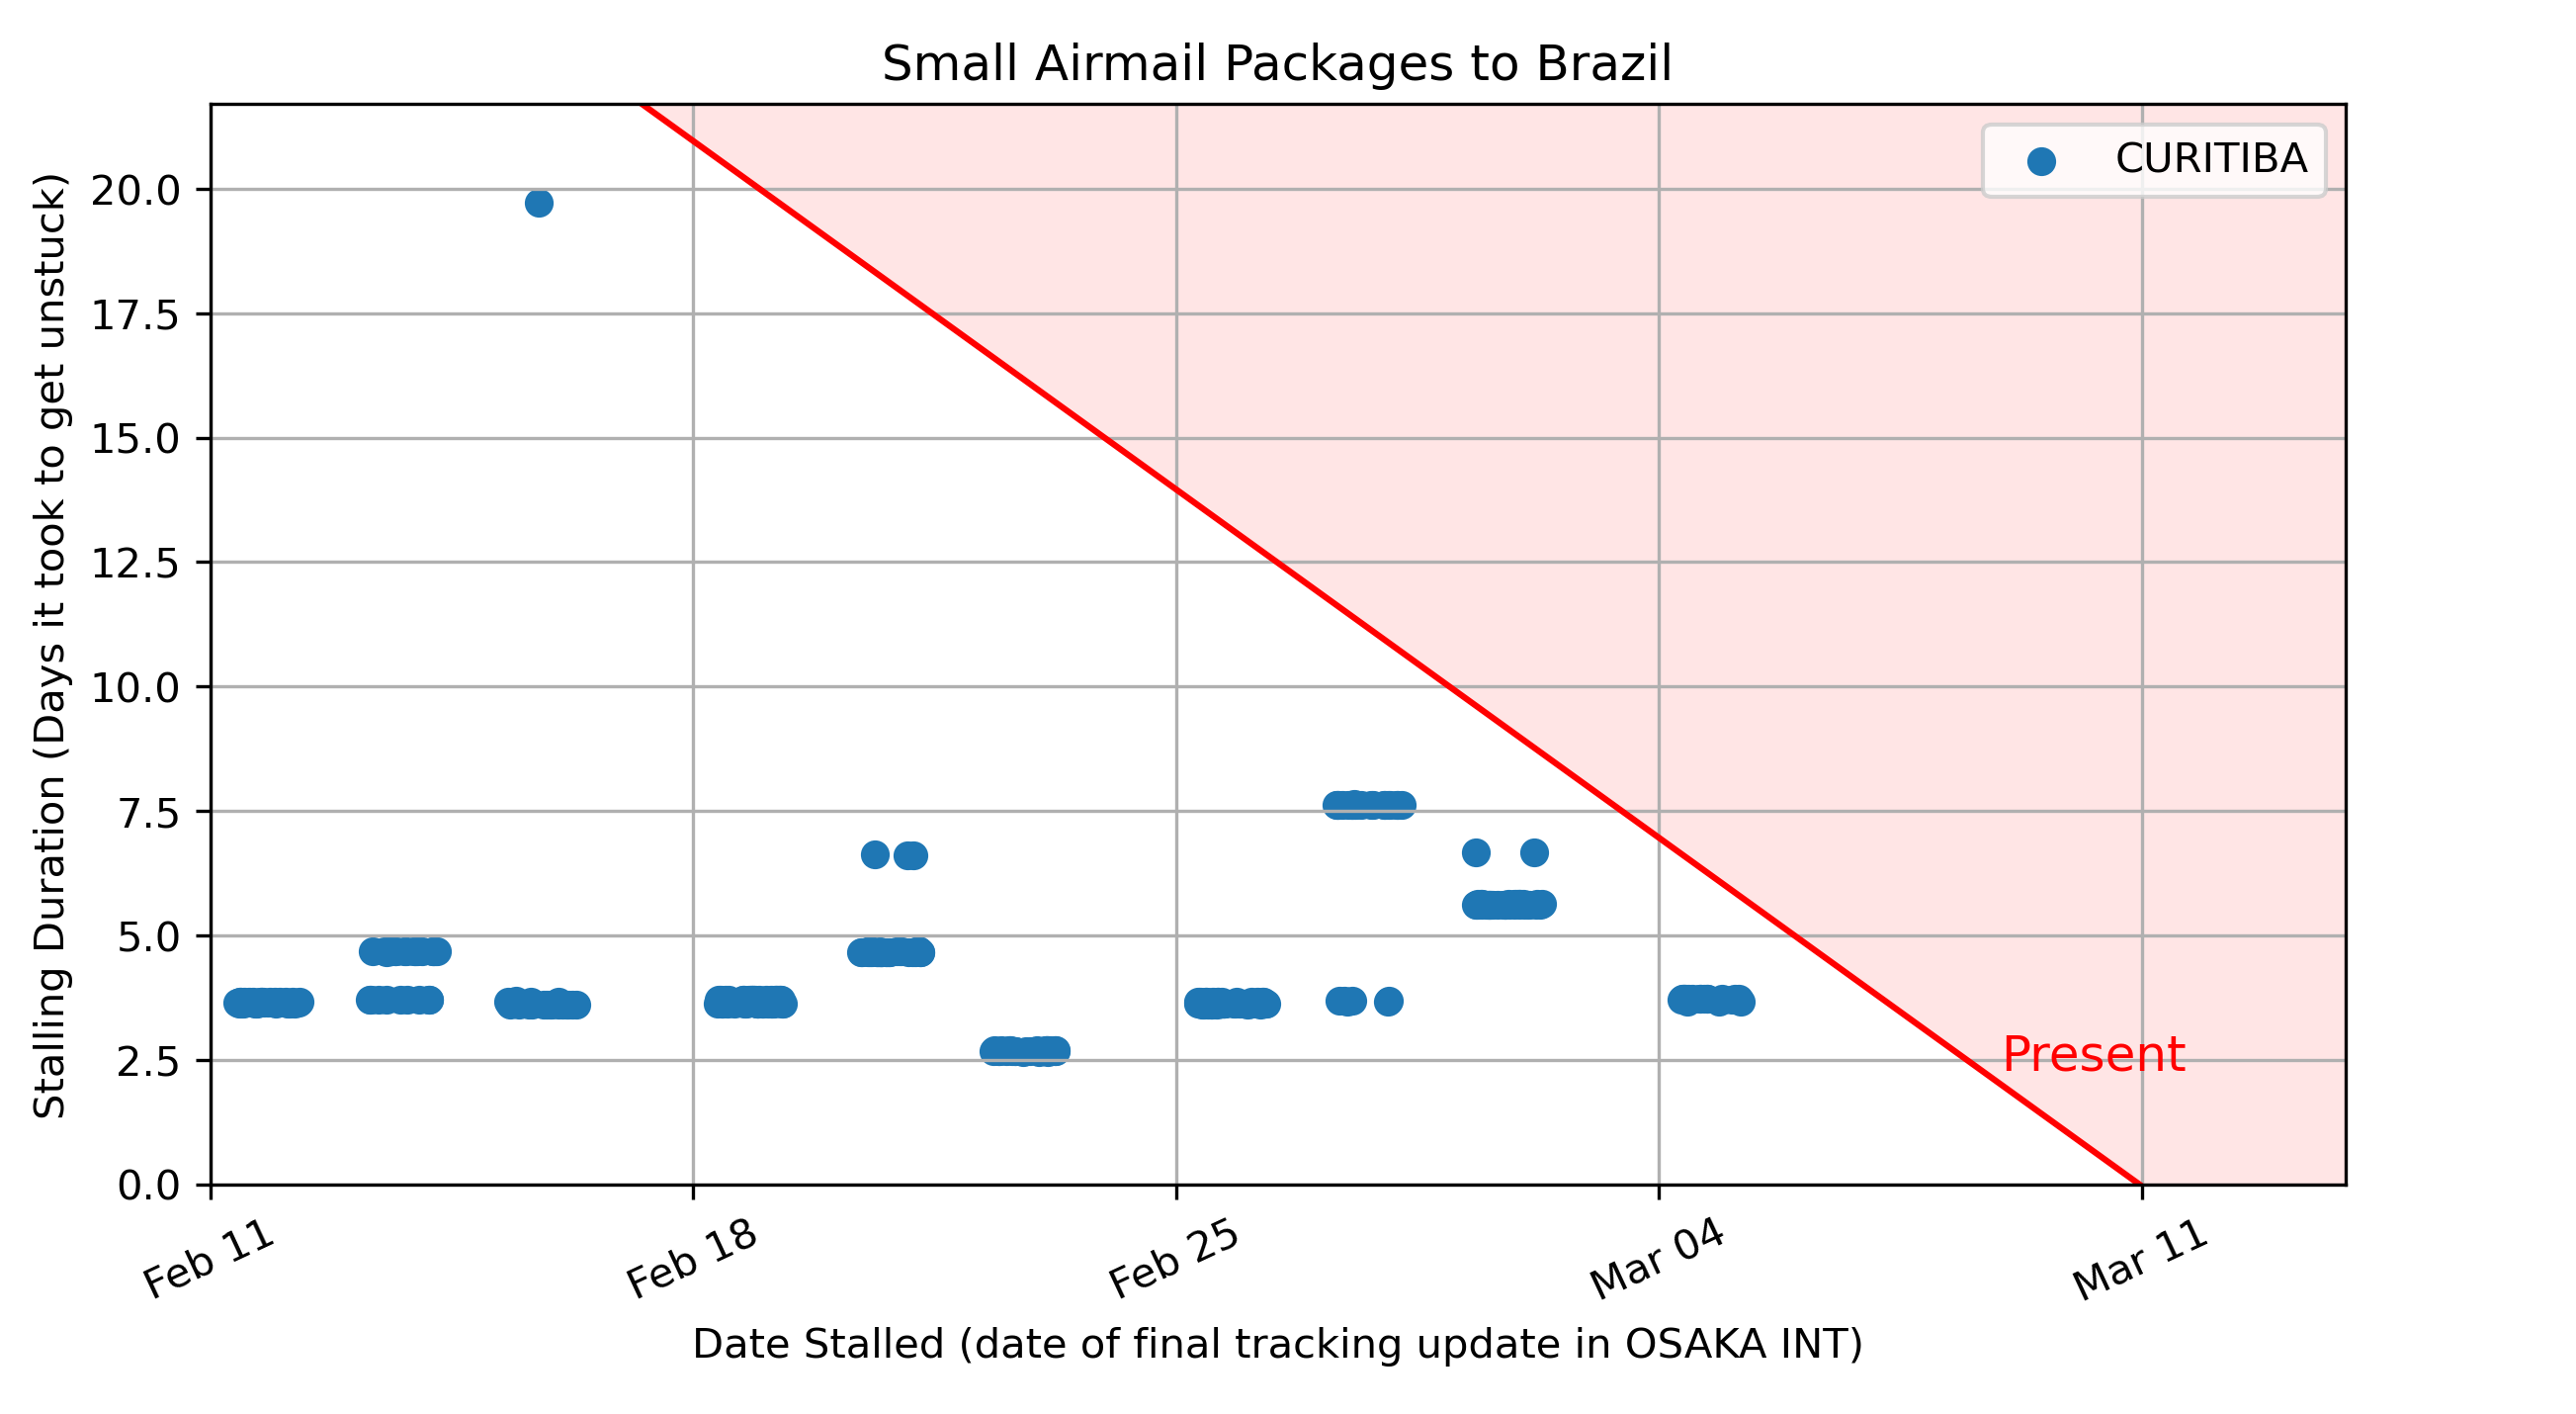 Small Airmail Packages to Brazil
CURITIBA
Stalling Duration (Days it took to get unstuck)
20.0
17.5
15.0
12.5
10.0
7.5
5.0
2.5
0.0
Present
Feb 11
Feb 18
Feb 25
Mar 04
Mar 11
Date Stalled (date of final tracking update in OSAKA INT)